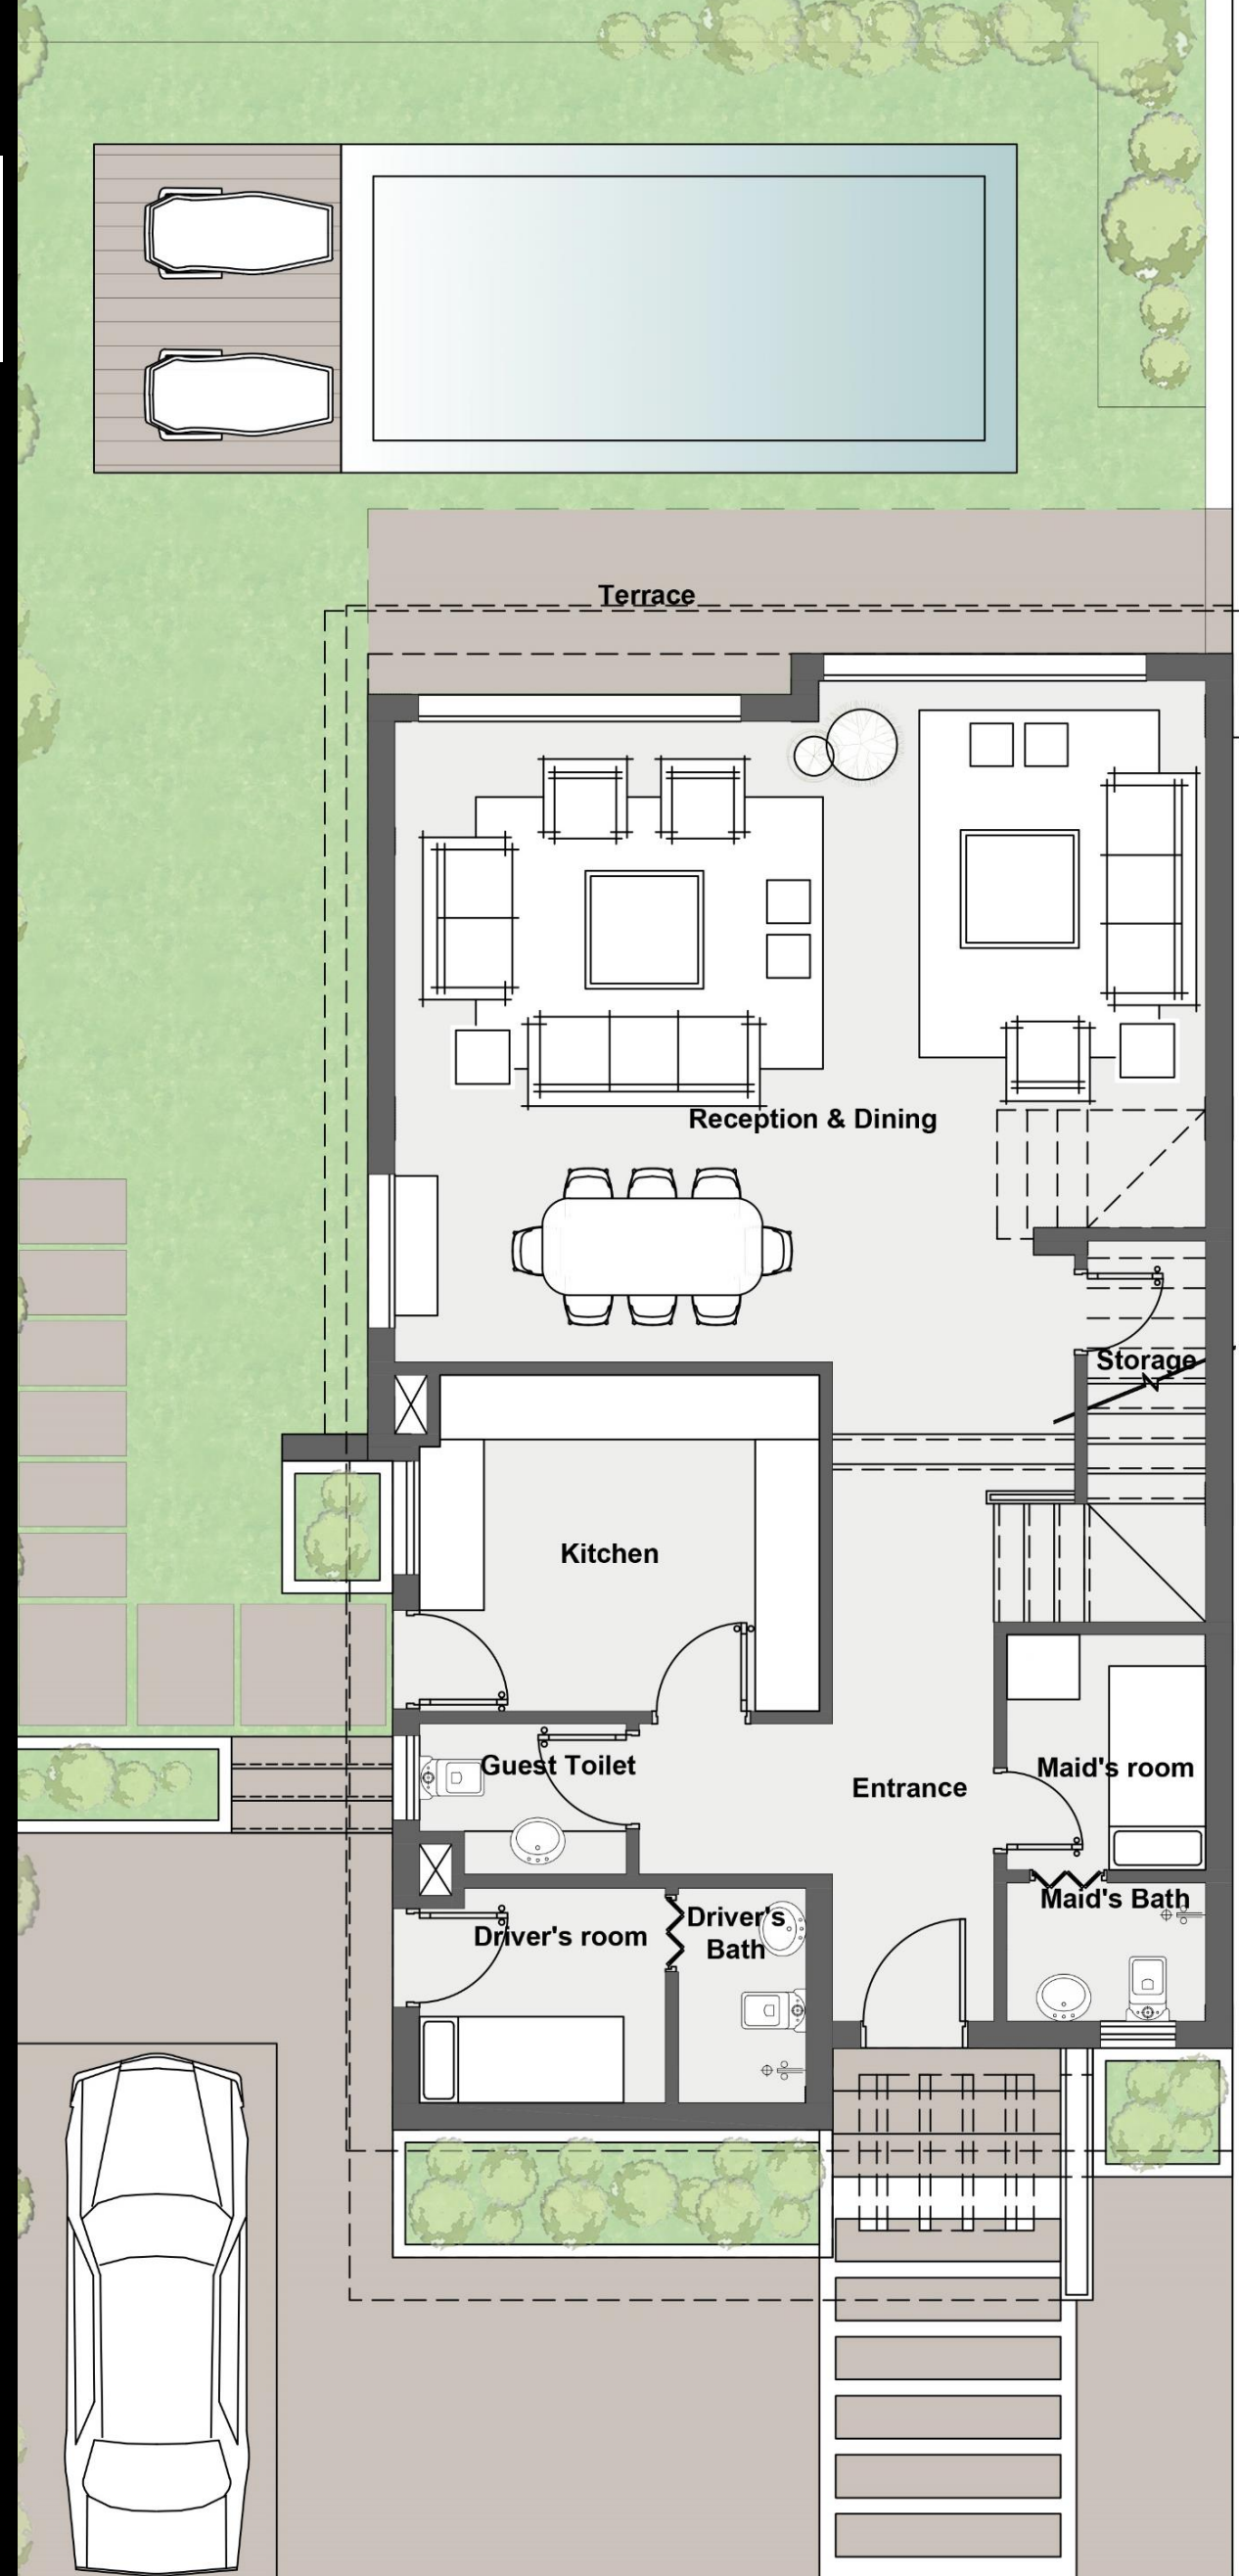 Terrace
Reception & Dining
Storage
Kitchen
Guest Toilet
Maid's room
Entrance
Maid's Bath
Driver's
Bath
Driver's room